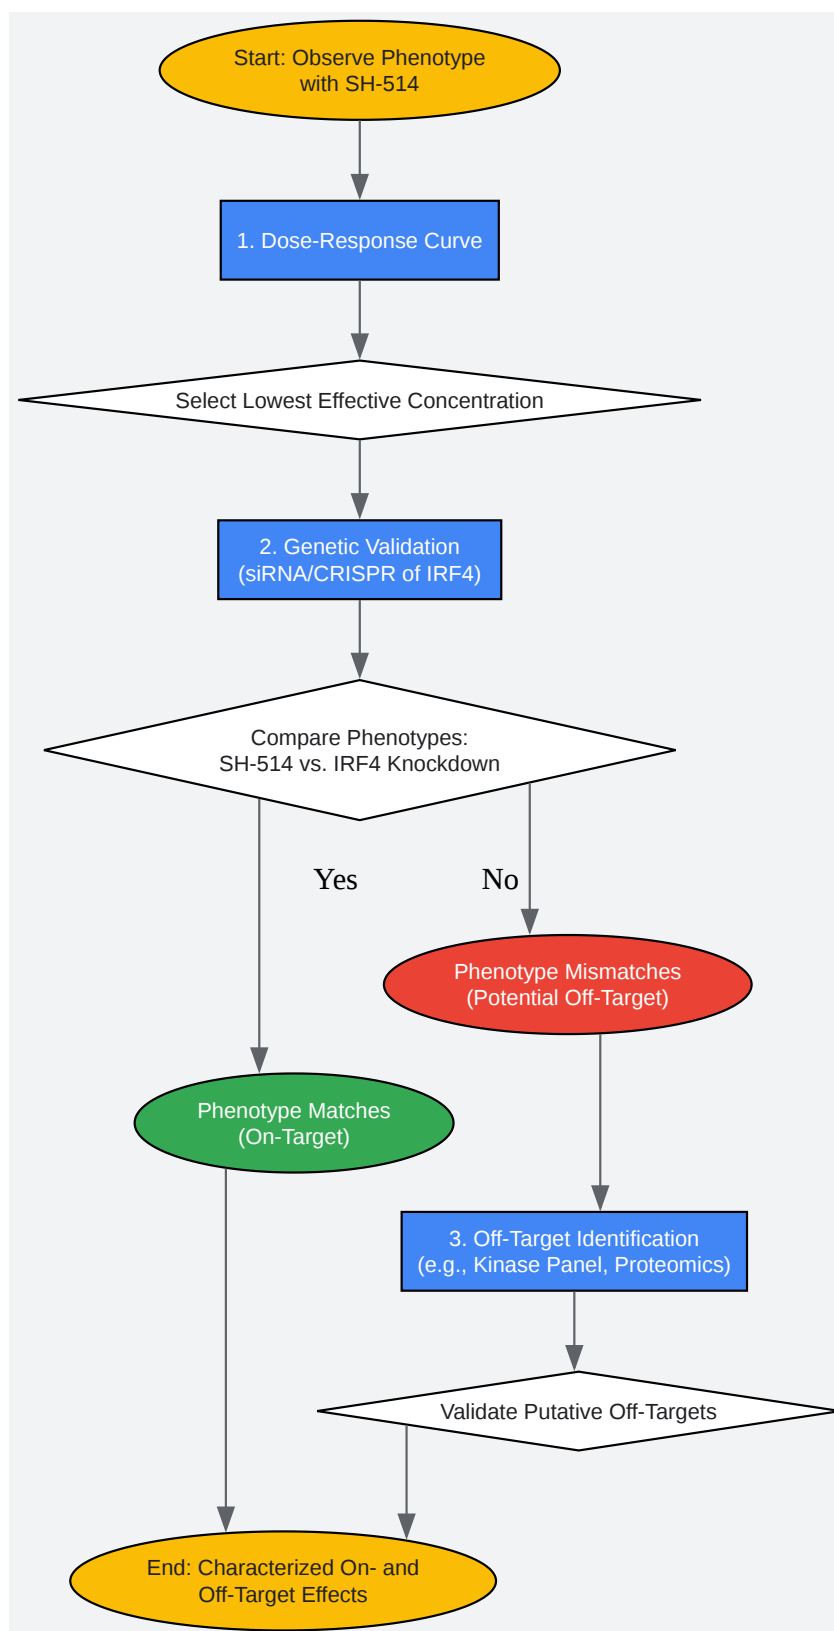 Start: Observe Phenotype
with SH-514
1. Dose-Response Curve
Select Lowest Effective Concentration
2. Genetic Validation
(siRNA/CRISPR of IRF4)
Compare Phenotypes:
SH-514 vs. IRF4 Knockdown
Yes
No
Phenotype Mismatches
(Potential Off-Target)
Phenotype Matches
(On-Target)
3. Off-Target Identification
(e.g., Kinase Panel, Proteomics)
Validate Putative Off-Targets
End: Characterized On- and
Off-Target Effects